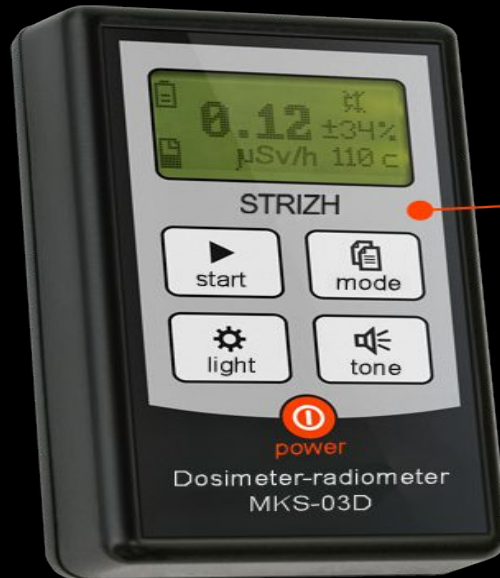 0.12 ±34%
µSv/h 110 c
STRIZH
start
mode
light
tone
power
Dosimeter-radiometer
MKS-03D